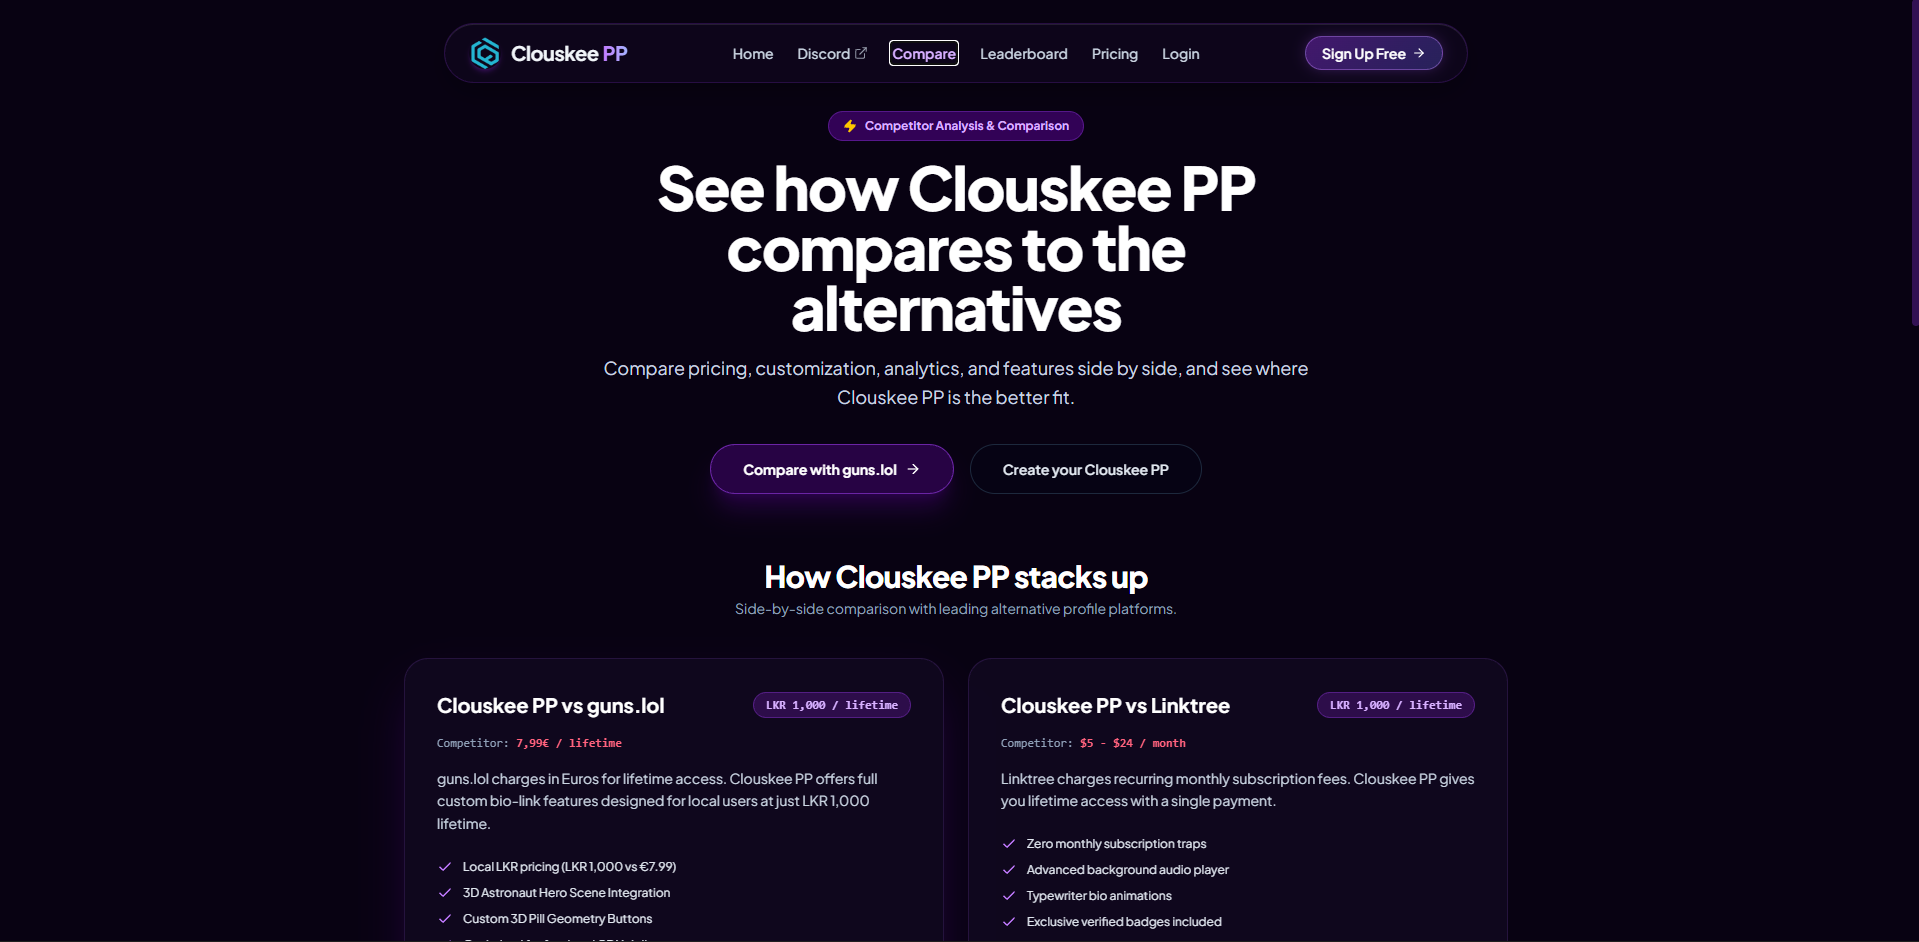 Clouskee PP
Home
Discord
Compare
Leaderboard
Pricing
Login
Sign Up Free →
Competitor Analysis & Comparison
See how Clouskee PP
compares to the
alternatives
Compare pricing, customization, analytics, and features side by side, and see where
Clouskee PP is the better fit.
Compare with guns.lol →
Create your Clouskee PP
How Clouskee PP stacks up
Side-by-side comparison with leading alternative profile platforms.
Clouskee PP vs guns.lol
LKR 1,000 / lifetime
Competitor: 7,99€ / lifetime
guns.lol charges in Euros for lifetime access. Clouskee PP offers full
custom bio-link features designed for local users at just LKR 1,000
lifetime.
Local LKR pricing (LKR 1,000 vs €7.99)
3D Astronaut Hero Scene Integration
Custom 3D Pill Geometry Buttons
Clouskee PP vs Linktree
LKR 1,000 / lifetime
Competitor: $5 - $24 / month
Linktree charges recurring monthly subscription fees. Clouskee PP gives
you lifetime access with a single payment.
Zero monthly subscription traps
Advanced background audio player
Typewriter bio animations
Exclusive verified badges included